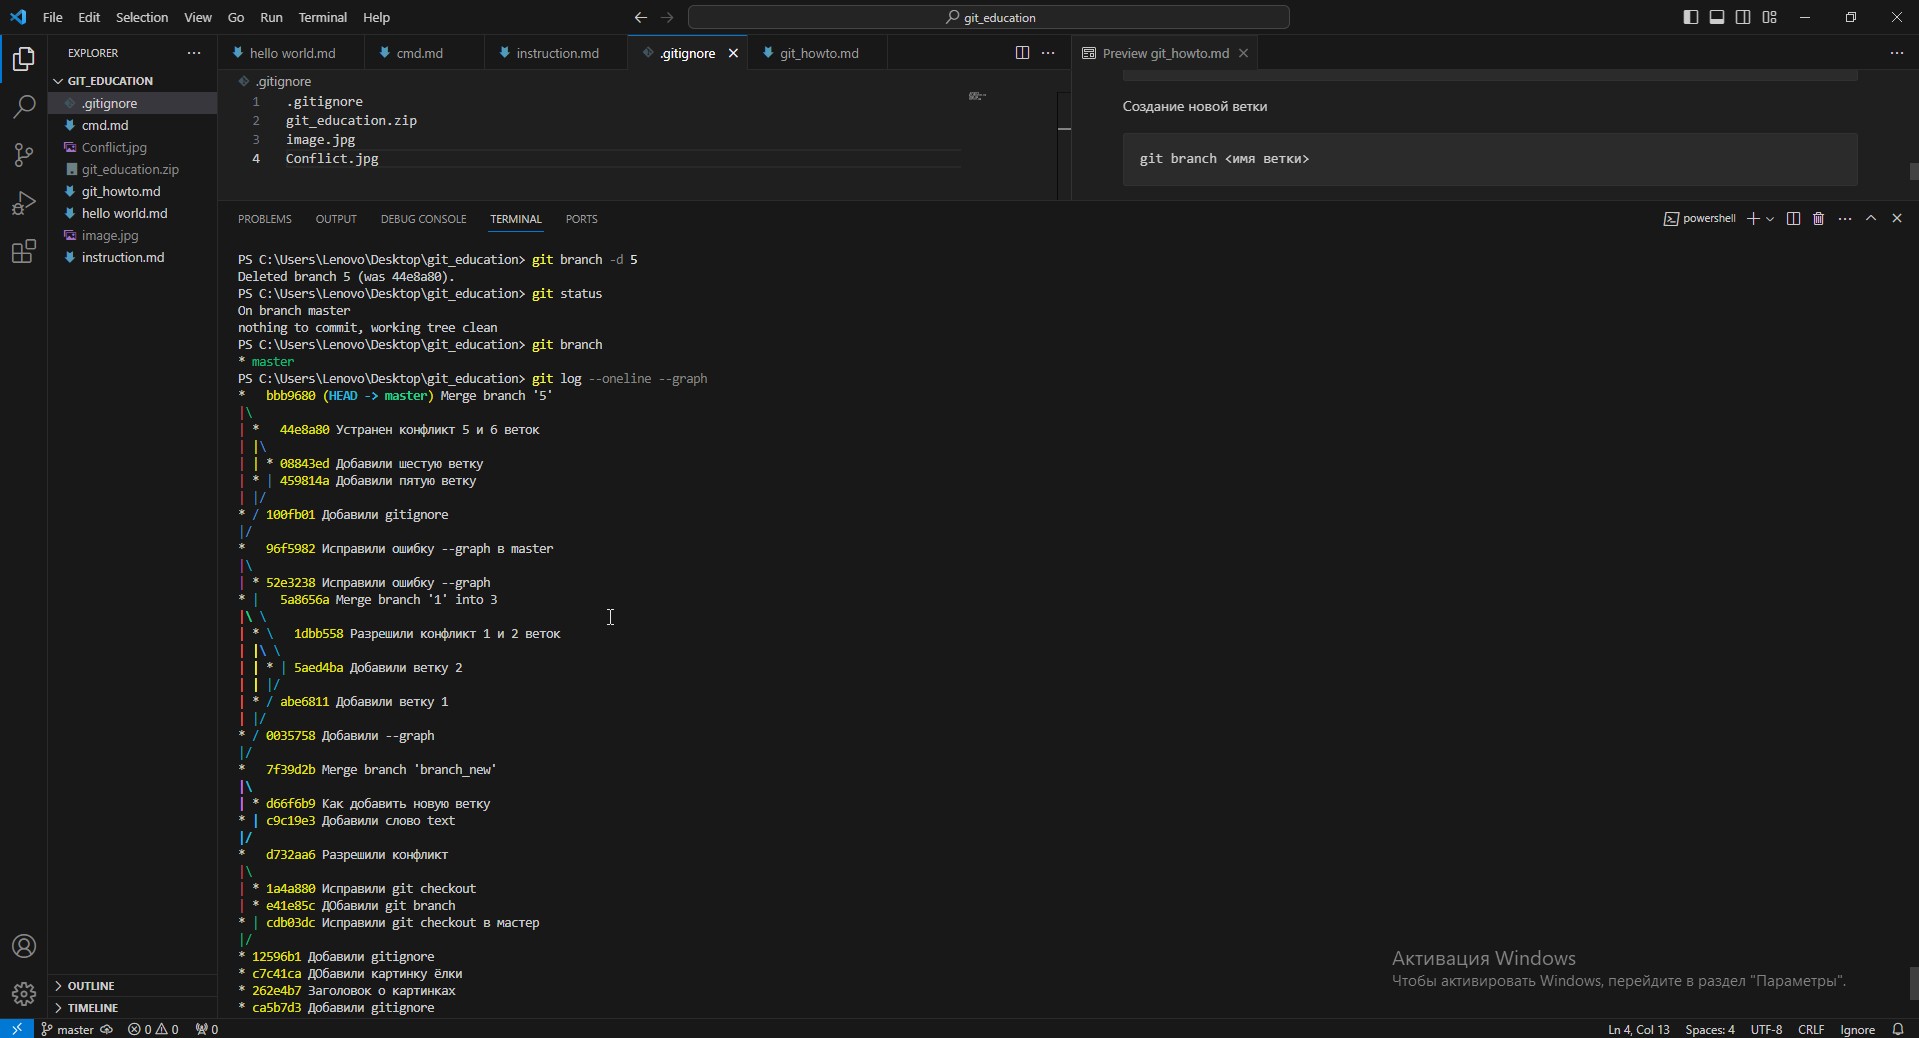 File Edit Selection View Go Run Terminal Help
git_education
EXPLORER
GIT_EDUCATION
.gitignore
cmd.md
Conflict.jpg
git_education.zip
git_howto.md
hello world.md
image.jpg
instruction.md
OUTLINE
TIMELINE
hello world.md cmd.md instruction.md .gitignore git_howto.md
.gitignore
1 .gitignore
2 git_education.zip
3 image.jpg
4 Conflict.jpg
Preview git_howto.md
Создание новой ветки
git branch <имя ветки>
PROBLEMS OUTPUT DEBUG CONSOLE TERMINAL PORTS
powershell
PS C:\Users\Lenovo\Desktop\git_education> git branch -d 5
Deleted branch 5 (was 44e8a80).
PS C:\Users\Lenovo\Desktop\git_education> git status
On branch master
nothing to commit, working tree clean
PS C:\Users\Lenovo\Desktop\git_education> git branch
* master
PS C:\Users\Lenovo\Desktop\git_education> git log --oneline --graph
*   bbb9680 (HEAD -> master) Merge branch '5'
|\
| *   44e8a80 Устранен конфликт 5 и 6 веток
| |\
| | * 08843ed Добавили шестую ветку
| * | 459814a Добавили пятую ветку
| |/
* / 100fb01 Добавили gitignore
|/
*   96f5982 Исправили ошибку --graph в master
|\
| * 52e3238 Исправили ошибку --graph
* |   5a8656a Merge branch '1' into 3
|\ \
| * \   1dbb558 Разрешили конфликт 1 и 2 веток
| |\ \
| | * | 5aed4ba Добавили ветку 2
| | |/
| * / abe6811 Добавили ветку 1
| |/
* / 0035758 Добавили --graph
|/
*   7f39d2b Merge branch 'branch_new'
|\
| * d66f6b9 Как добавить новую ветку
* | c9c19e3 Добавили слово text
|/
*   d732aa6 Разрешили конфликт
|\
| * 1a4a880 Исправили git checkout
| * e41e85c ДОбавили git branch
* | cdb03dc Исправили git checkout в мастер
|/
* 12596b1 Добавили gitignore
* c7c41ca ДОбавили картинку ёлки
* 262e4b7 Заголовок о картинках
* ca5b7d3 Добавили gitignore
Активация Windows
Чтобы активировать Windows, перейдите в раздел "Параметры".
master 0 0 0
Ln 4, Col 13 Spaces: 4 UTF-8 CRLF Ignore